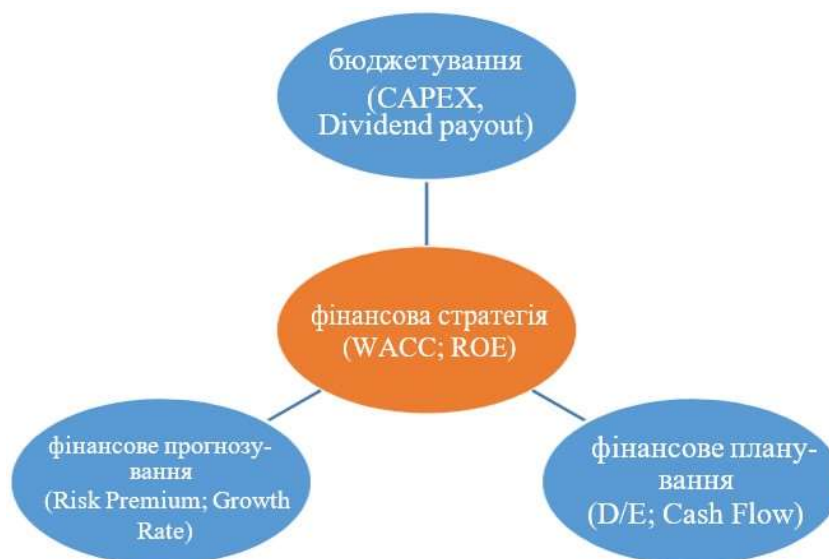 бюджетування
(CAPEX,
Dividend payout)
фінансова стратегія
(WACC; ROE)
фінансове прогнозу-
вання
(Risk Premium; Growth
Rate)
фінансове плану-
вання
(D/E; Cash Flow)